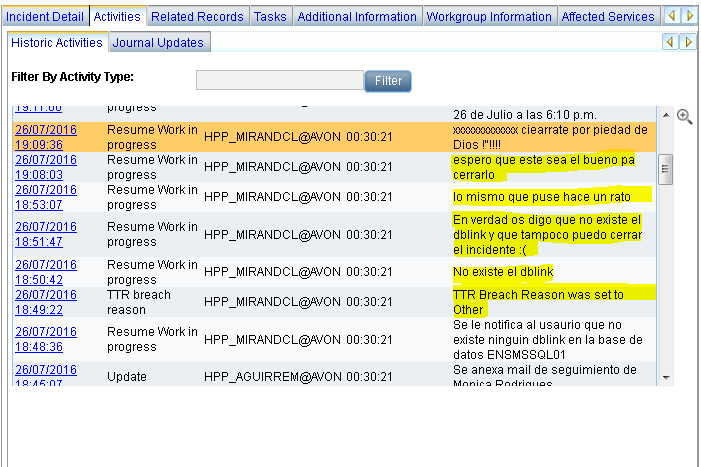 Incident Detail Activities Related Records Tasks Additional Information Workgroup Information Affected Services
Historic Activities Journal Updates
Filter By Activity Type: Filter
19:11:00 progress 26 de Julio a las 6:10 p.m.
26/07/2016 Resume Work in xxxxxxxxxxxxx ciearrate por piedad de
19:09:36 progress HPP_MIRANDCL@AVON 00:30:21 Dios !"!!!!
26/07/2016 Resume Work in espero que este sea el bueno pa
19:08:03 progress HPP_MIRANDCL@AVON 00:30:21 cerrarlo
26/07/2016 Resume Work in
18:53:07 progress HPP_MIRANDCL@AVON 00:30:21 lo mismo que puse hace un rato
En verdad os digo que no existe el
26/07/2016 Resume Work in dblink y que tampoco puedo cerrar
18:51:47 progress HPP_MIRANDCL@AVON 00:30:21 el incidente :(
26/07/2016 Resume Work in
18:50:42 progress HPP_MIRANDCL@AVON 00:30:21 No existe el dblink
26/07/2016 TTR breach TTR Breach Reason was set to
18:49:22 reason HPP_MIRANDCL@AVON 00:30:21 Other
Se le notifica al usaurio que no
26/07/2016 Resume Work in existe ninguin dblink en la base de
18:48:36 progress HPP_MIRANDCL@AVON 00:30:21 datos ENSMSSQL01
26/07/2016 Se anexa mail de seguimiento de
18:45:07 Update HPP_AGUIRREM@AVON 00:30:21 Monica Rodrigues